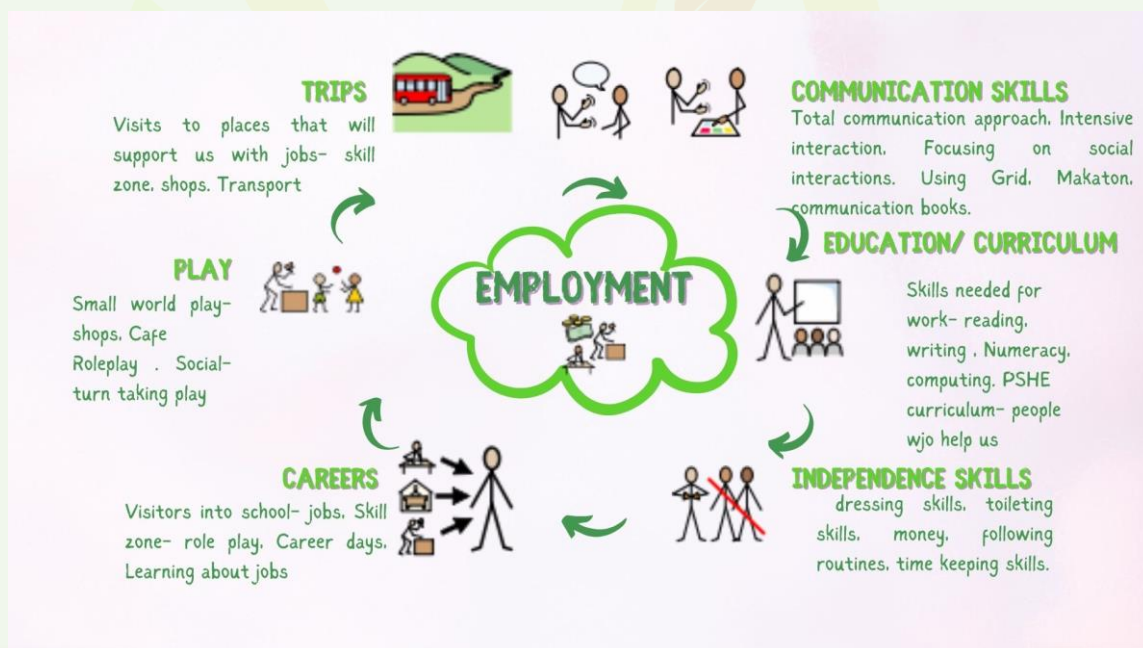 TRIPS
Visits to places that will
support us with jobs- skill
zone. shops. Transport
COMMUNICATION SKILLS
Total communication approach. Intensive
interaction. Focusing on social
interactions. Using Grid. Makaton.
communication books.
EDUCATION/ CURRICULUM
Skills needed for
work- reading.
writing . Numeracy.
computing. PSHE
curriculum- people
wjo help us
INDEPENDENCE SKILLS
dressing skills. toileting
skills. money. following
routines. time keeping skills.
CAREERS
Visitors into school- jobs. Skill
zone- role play. Career days.
Learning about jobs
PLAY
Small world play-
shops. Cafe
Roleplay . Social-
turn taking play
EMPLOYMENT